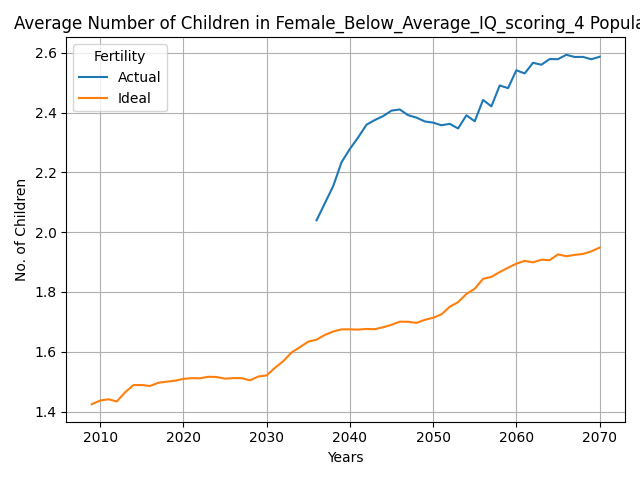 Average Number of Children in Female_Below_Average_IQ_scoring_4 Popula
Fertility
Actual
Ideal
No. of Children
2.6
2.4
2.2
2.0
1.8
1.6
1.4
2010 2020 2030 2040 2050 2060 2070
Years